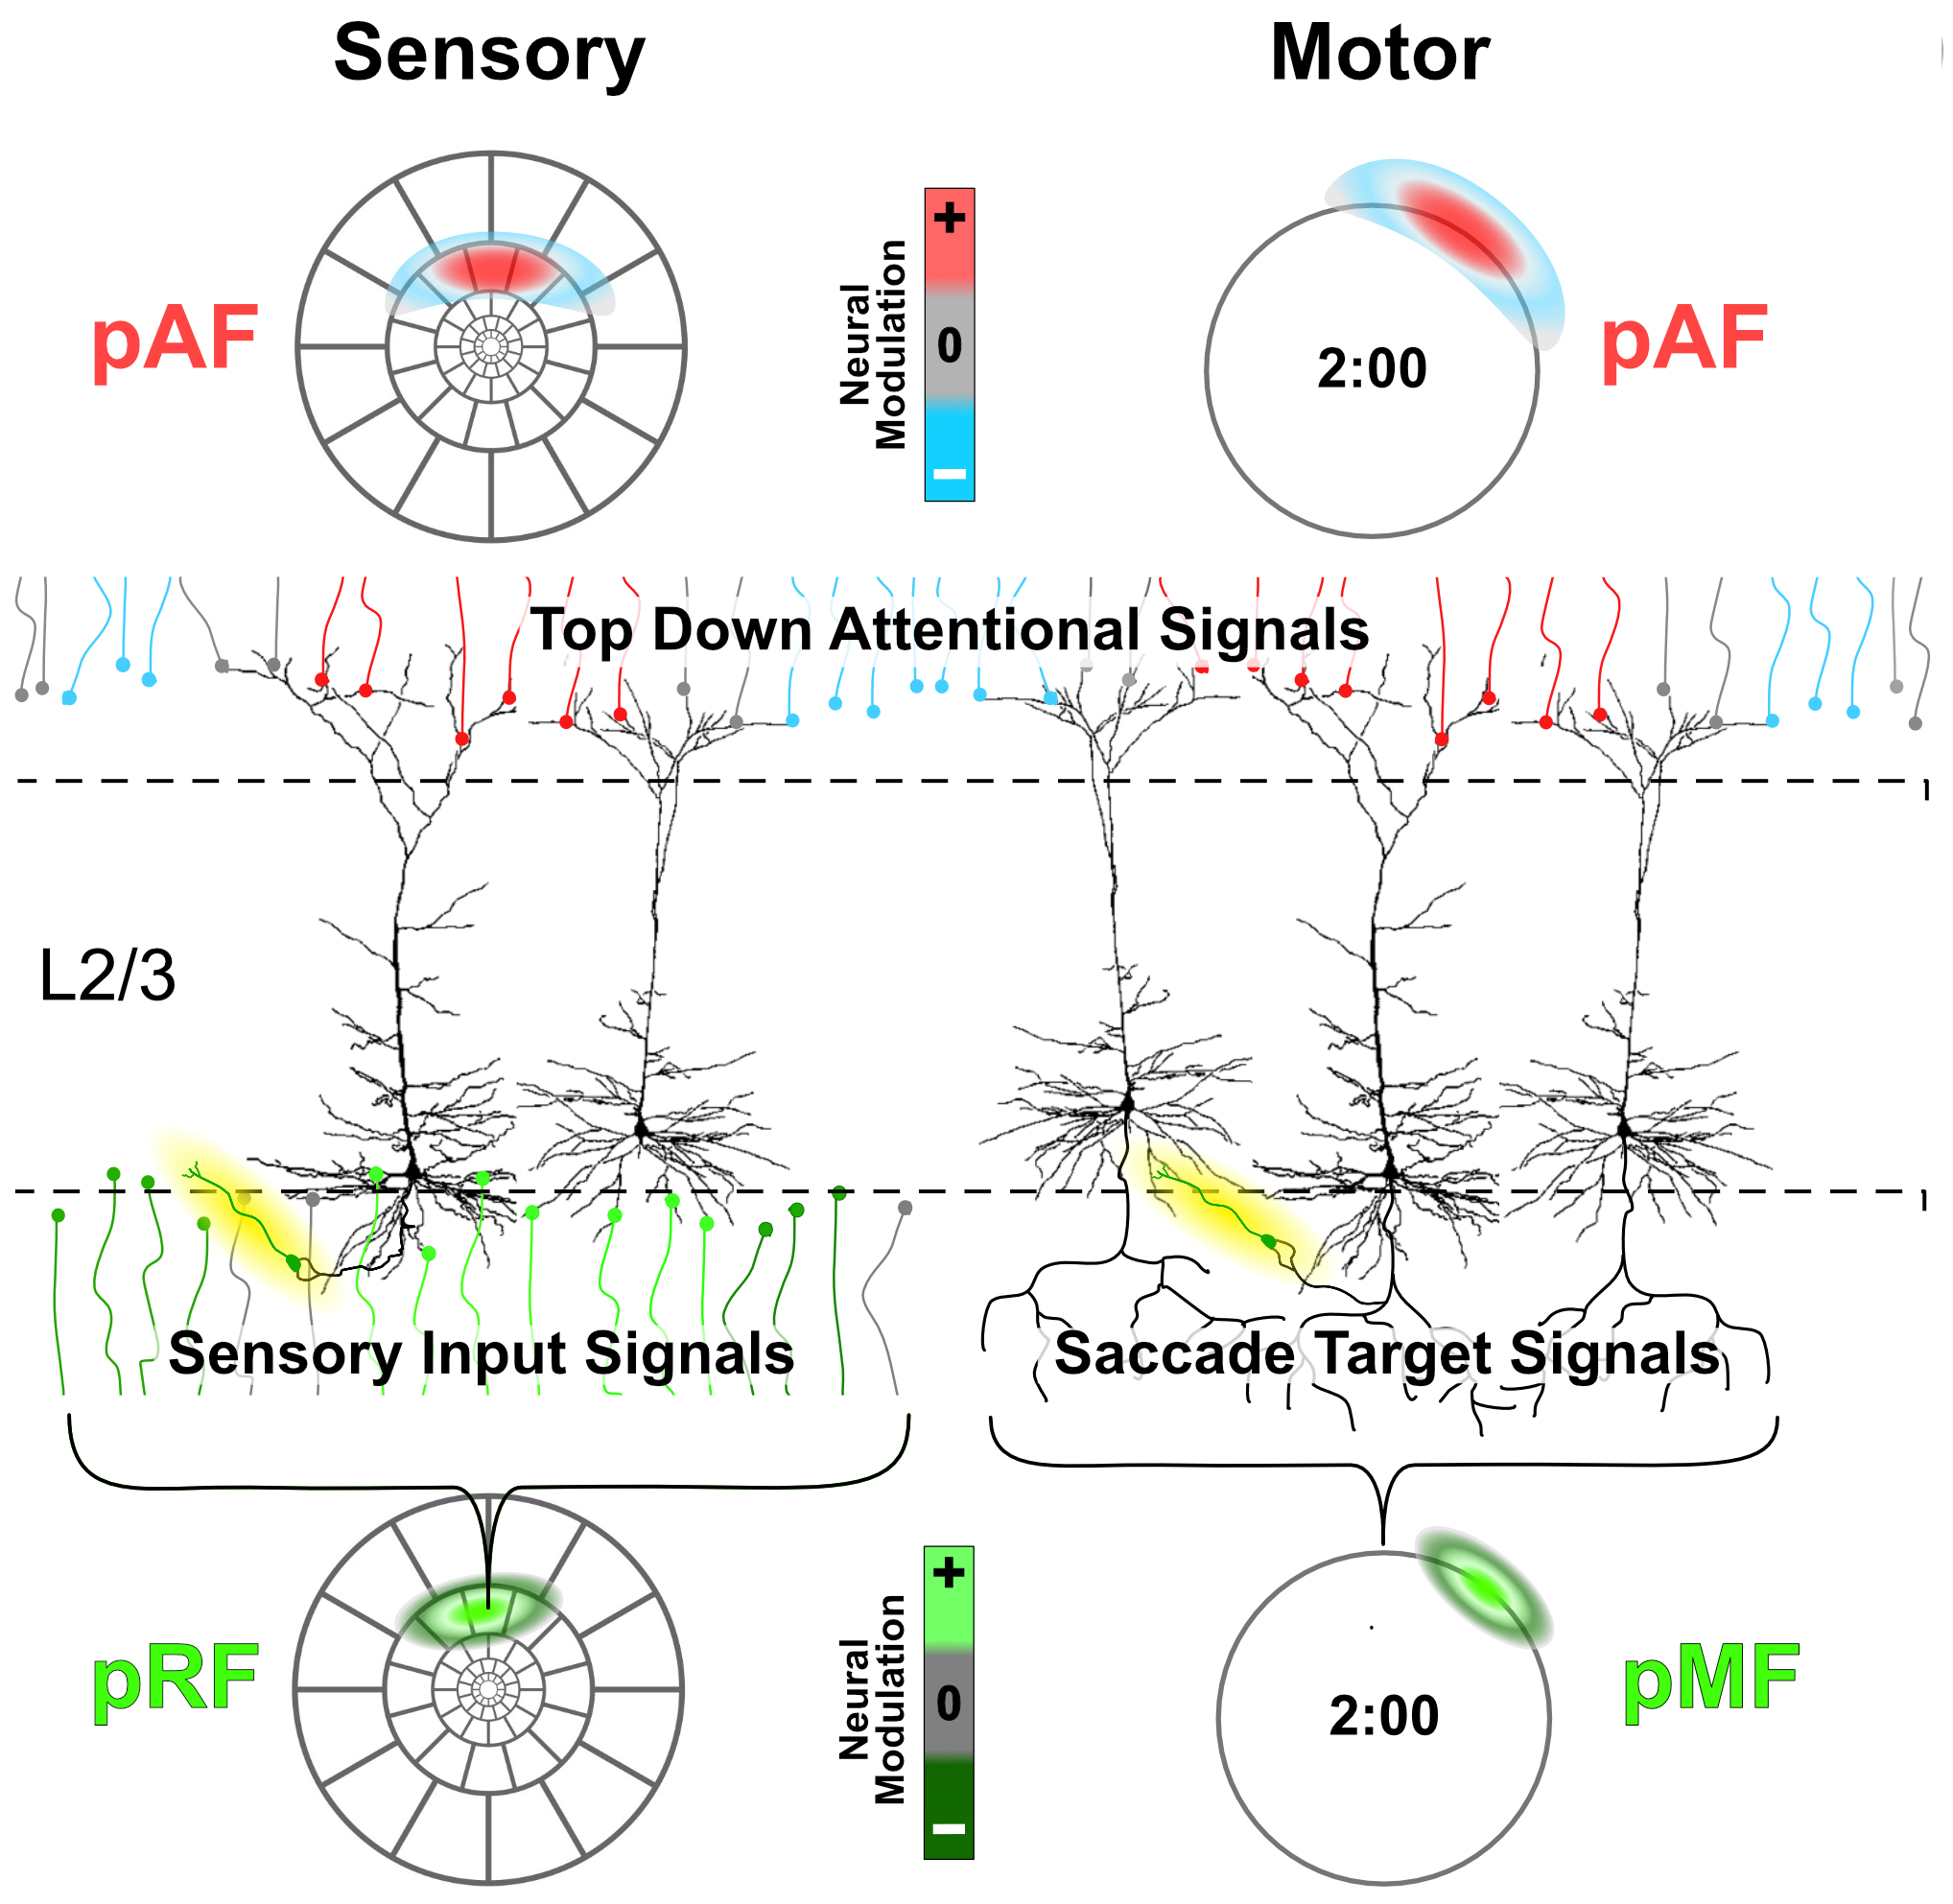 Sensory
Motor
pAF
Neural
Modulation
+
0
−
2:00
pAF
Top Down Attentional Signals
L2/3
Sensory Input Signals
Saccade Target Signals
pRF
Neural
Modulation
+
0
−
2:00
pMF